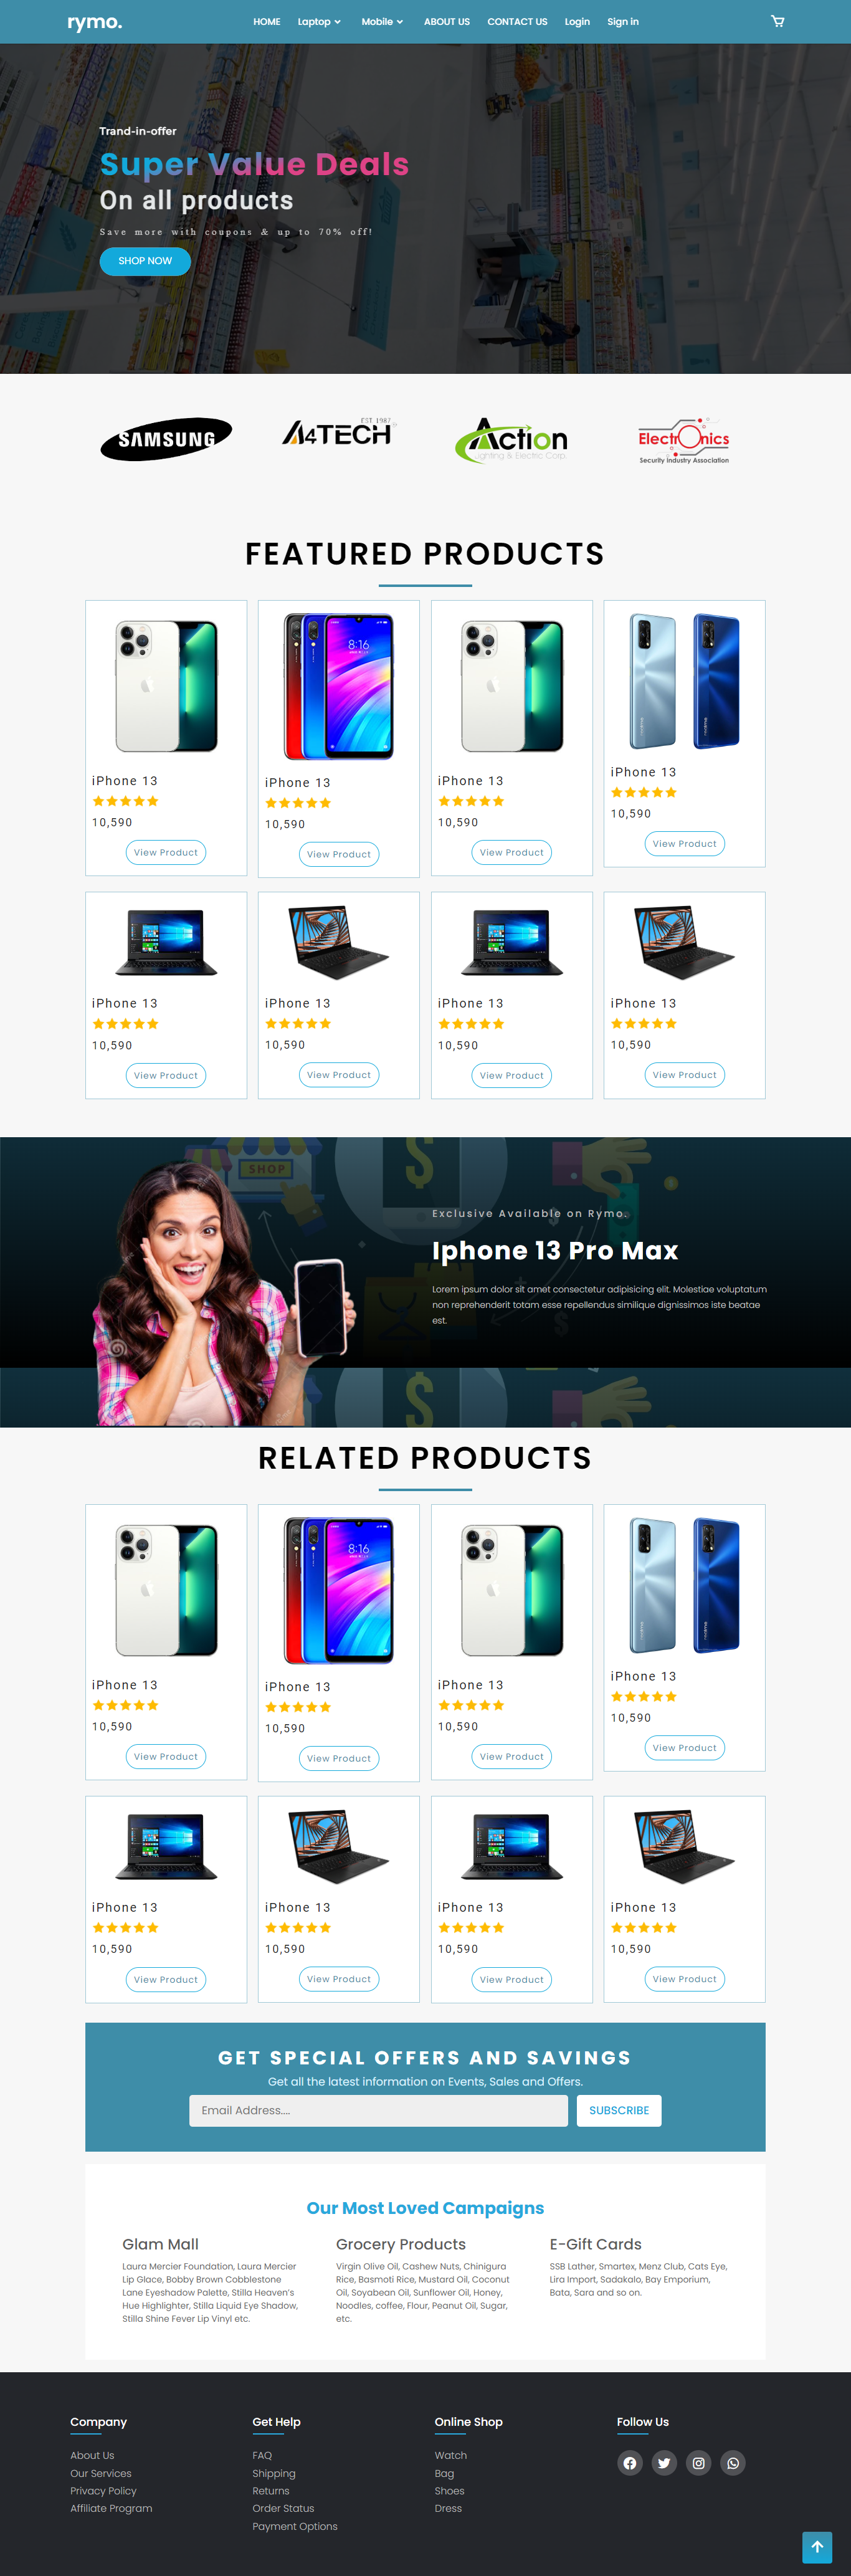 rymo.
HOME Laptop Mobile ABOUT US CONTACT US Login Sign in
Trand-in-offer
Super Value Deals
On all products
Save more with coupons & up to 70% off!
SHOP NOW
SAMSUNG
EST 1987
A4TECH
Action
Lighting & Electric Corp.
ElectrOnics
Security Industry Association
FEATURED PRODUCTS
8:16
iPhone 13
10,590
View Product
iPhone 13
10,590
View Product
iPhone 13
10,590
View Product
realme
iPhone 13
10,590
View Product
iPhone 13
10,590
View Product
iPhone 13
10,590
View Product
iPhone 13
10,590
View Product
iPhone 13
10,590
View Product
SHOP
Exclusive Available on Rymo.
Iphone 13 Pro Max
Lorem ipsum dolor sit amet consectetur adipisicing elit. Molestiae voluptatum
non reprehenderit totam esse repellendus similique dignissimos iste beatae
est.
RELATED PRODUCTS
8:16
iPhone 13
10,590
View Product
iPhone 13
10,590
View Product
iPhone 13
10,590
View Product
realme
iPhone 13
10,590
View Product
iPhone 13
10,590
View Product
iPhone 13
10,590
View Product
iPhone 13
10,590
View Product
iPhone 13
10,590
View Product
GET SPECIAL OFFERS AND SAVINGS
Get all the latest information on Events, Sales and Offers.
Email Address....
SUBSCRIBE
Our Most Loved Campaigns
Glam Mall
Laura Mercier Foundation, Laura Mercier
Lip Glace, Bobby Brown Cobblestone
Lane Eyeshadow Palette, Stilla Heaven's
Hue Highlighter, Stilla Liquid Eye Shadow,
Stilla Shine Fever Lip Vinyl etc.
Grocery Products
Virgin Olive Oil, Cashew Nuts, Chinigura
Rice, Basmoti Rice, Mustard Oil, Coconut
Oil, Soyabean Oil, Sunflower Oil, Honey,
Noodles, coffee, Flour, Peanut Oil, Sugar,
etc.
E-Gift Cards
SSB Lather, Smartex, Menz Club, Cats Eye,
Lira Import, Sadakalo, Bay Emporium,
Bata, Sara and so on.
Company
About Us
Our Services
Privacy Policy
Affiliate Program
Get Help
FAQ
Shipping
Returns
Order Status
Payment Options
Online Shop
Watch
Bag
Shoes
Dress
Follow Us